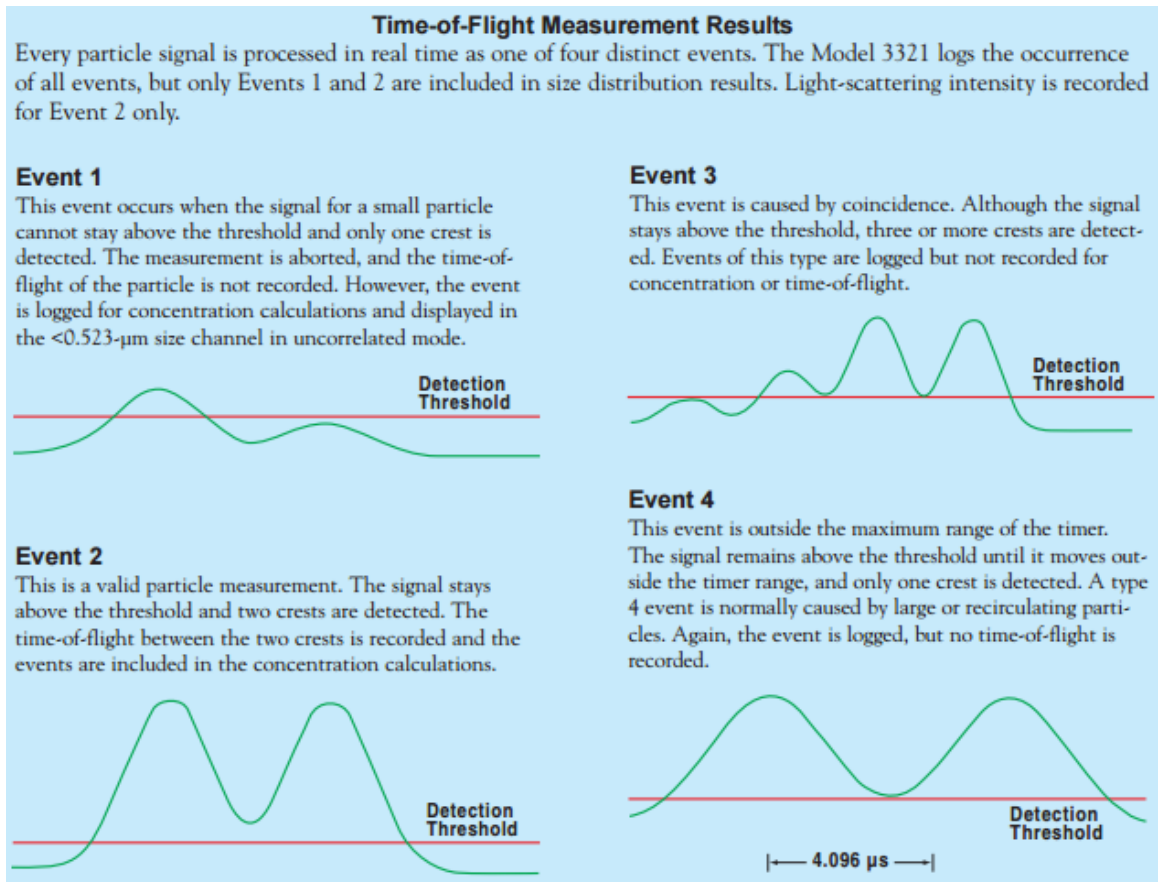 Time-of-Flight Measurement Results
Every particle signal is processed in real time as one of four distinct events. The Model 3321 logs the occurrence
of all events, but only Events 1 and 2 are included in size distribution results. Light-scattering intensity is recorded
for Event 2 only.
Event 1
This event occurs when the signal for a small particle
cannot stay above the threshold and only one crest is
detected. The measurement is aborted, and the time-of-
flight of the particle is not recorded. However, the event
is logged for concentration calculations and displayed in
the <0.523-µm size channel in uncorrelated mode.
Detection
Threshold
Event 2
This is a valid particle measurement. The signal stays
above the threshold and two crests are detected. The
time-of-flight between the two crests is recorded and the
events are included in the concentration calculations.
Detection
Threshold
Event 3
This event is caused by coincidence. Although the signal
stays above the threshold, three or more crests are detect-
ed. Events of this type are logged but not recorded for
concentration or time-of-flight.
Detection
Threshold
Event 4
This event is outside the maximum range of the timer.
The signal remains above the threshold until it moves out-
side the timer range, and only one crest is detected. A type
4 event is normally caused by large or recirculating parti-
cles. Again, the event is logged, but no time-of-flight is
recorded.
Detection
Threshold
4.096 µs